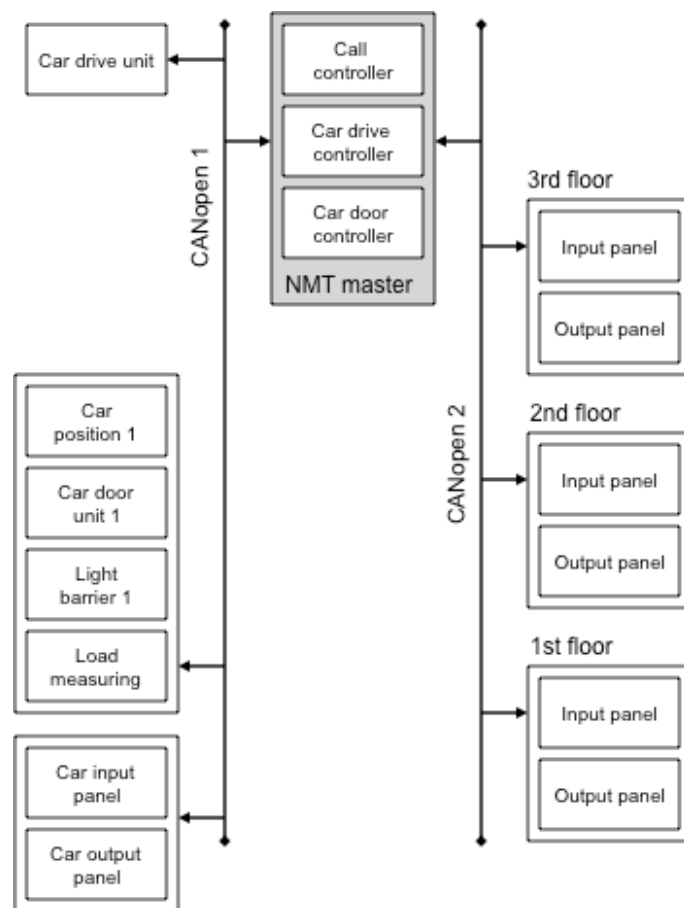 Car drive unit
CANopen 1
Call
controller
Car drive
controller
Car door
controller
NMT master
CANopen 2
3rd floor
Input panel
Output panel
2nd floor
Input panel
Output panel
1st floor
Input panel
Output panel
Car
position 1
Car door
unit 1
Light
barrier 1
Load
measuring
Car input
panel
Car output
panel